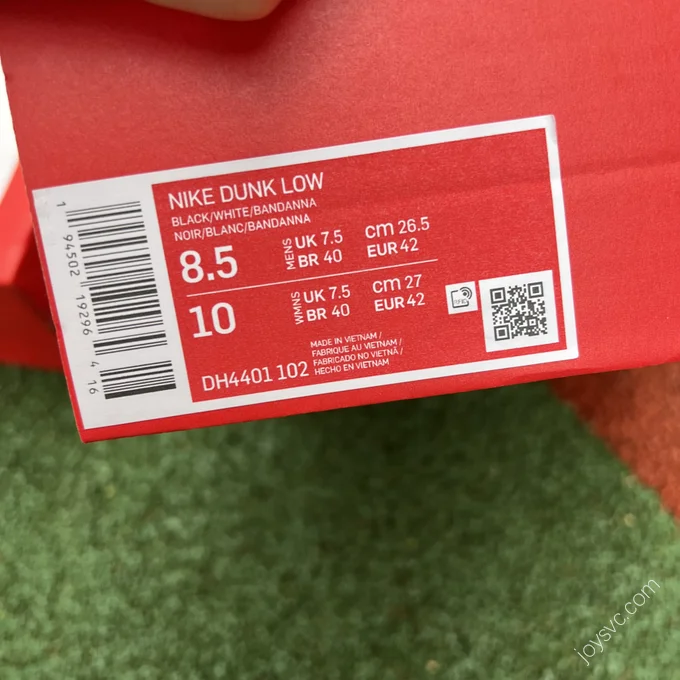 NIKE DUNK LOW
BLACK/WHITE/BANDANNA
NOIR/BLANC/BANDANNA
8.5
MENS
UK 7.5 cm 26.5
BR 40 EUR 42
10
WMNS
UK 7.5 cm 27
BR 40 EUR 42
MADE IN VIETNAM /
FABRIQUE AU VIETNAM /
FABRICADO NO VIETNÃ /
HECHO EN VIETNAM
DH4401 102
1 94502 19296 4 16
joysvc.com